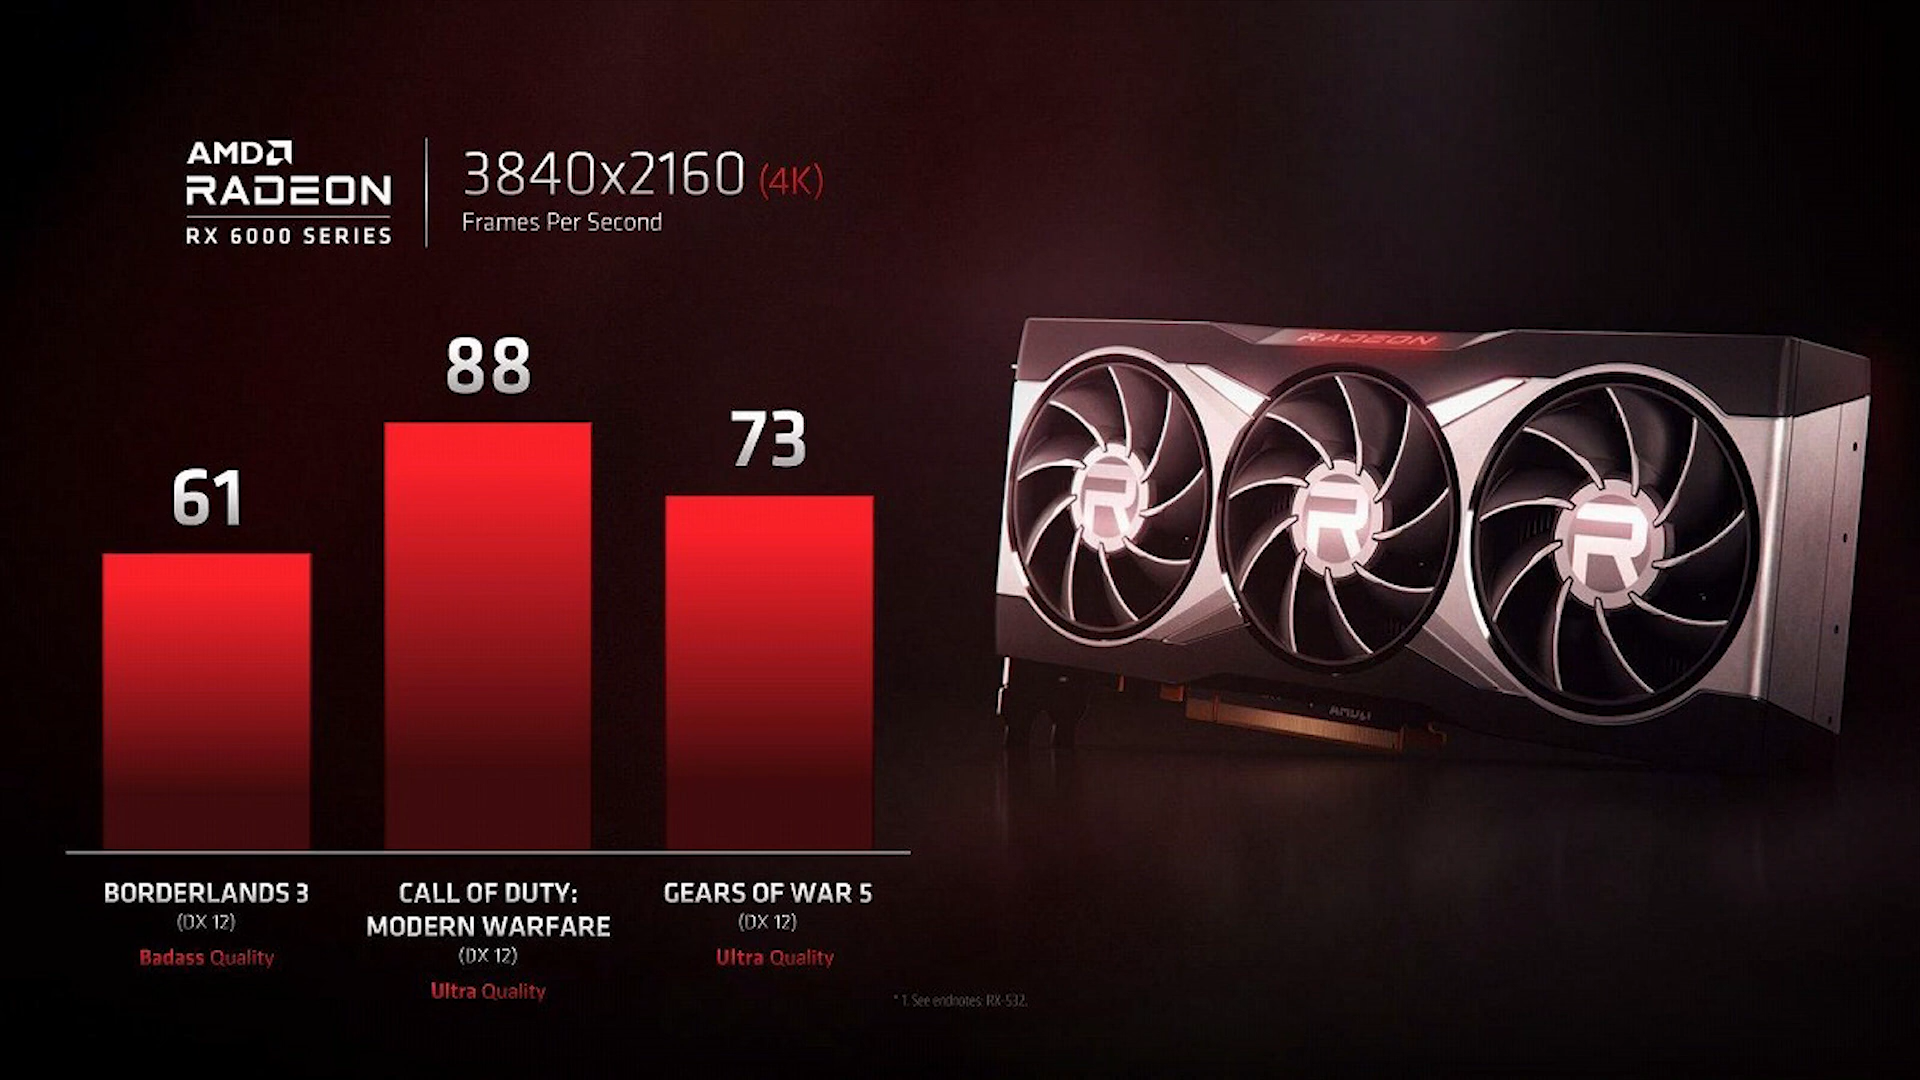 AMD
RADEON
RX 6000 SERIES
3840x2160 (4K)
Frames Per Second
61
88
73
BORDERLANDS 3
(DX 12)
Badass Quality
CALL OF DUTY:
MODERN WARFARE
(DX 12)
Ultra Quality
GEARS OF WAR 5
(DX 12)
Ultra Quality
* 1. See endnotes: RX-532.
RADEON
R
R
R
AMD